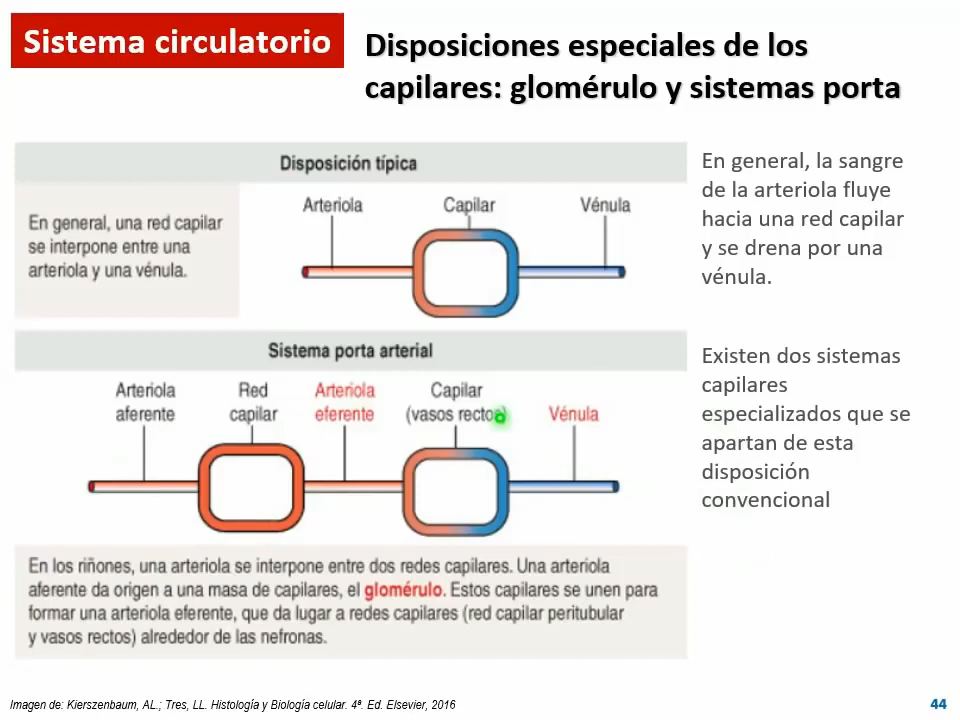 Sistema circulatorio
Disposiciones especiales de los
capilares: glomérulo y sistemas porta
Disposición típica
En general, una red capilar
se interpone entre una
arteriola y una vénula.
Arteriola
Capilar
Vénula
En general, la sangre
de la arteriola fluye
hacia una red capilar
y se drena por una
vénula.
Sistema porta arterial
Arteriola
aferente
Red
capilar
Arteriola
eferente
Capilar
(vasos rectos)
Vénula
Existen dos sistemas
capilares
especializados que se
apartan de esta
disposición
convencional
En los riñones, una arteriola se interpone entre dos redes capilares. Una arteriola
aferente da origen a una masa de capilares, el glomérulo. Estos capilares se unen para
formar una arteriola eferente, que da lugar a redes capilares (red capilar peritubular
y vasos rectos) alrededor de las nefronas.
Imagen de: Kierszenbaum, AL.; Tres, LL. Histología y Biología celular. 4ª. Ed. Elsevier, 2016
44